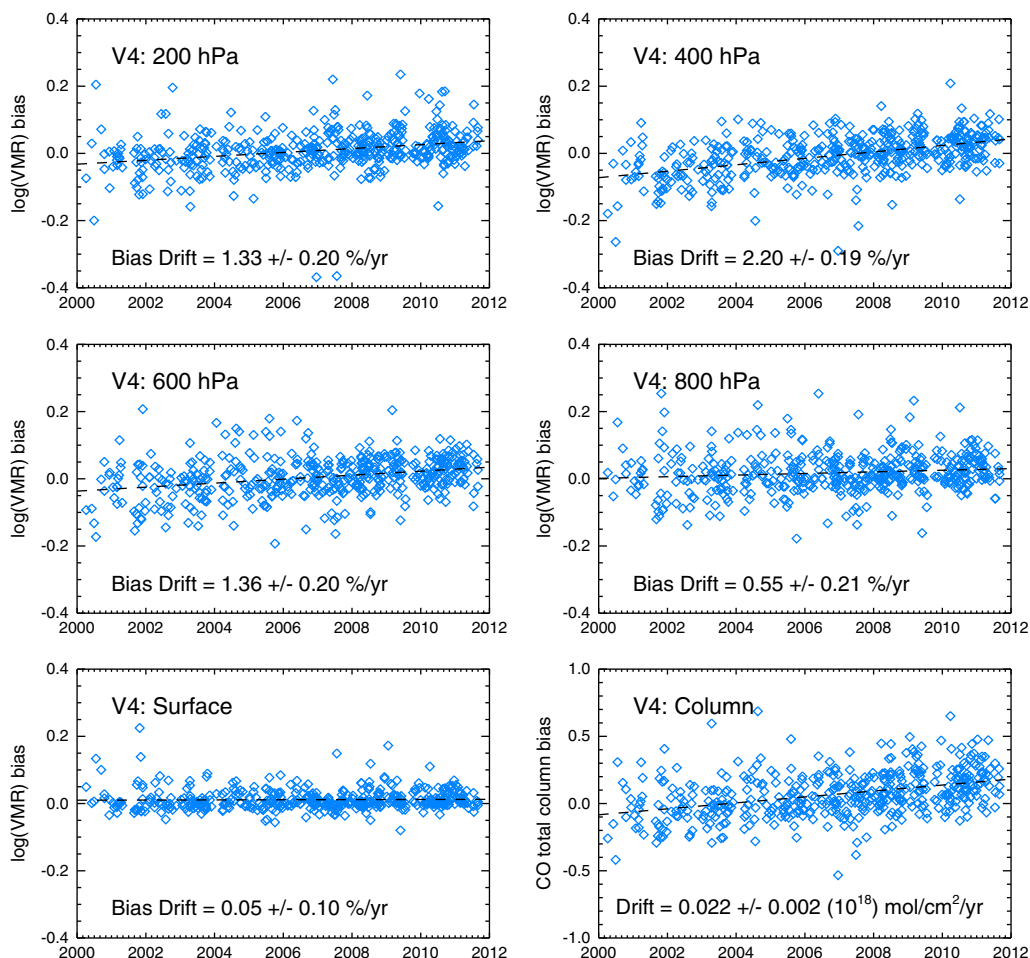 V4: 200 hPa
log(VMR) bias
0.4
0.2
0.0
-0.2
-0.4
Bias Drift = 1.33 +/- 0.20 %/yr
2000 2002 2004 2006 2008 2010 2012
V4: 400 hPa
log(VMR) bias
0.4
0.2
0.0
-0.2
-0.4
Bias Drift = 2.20 +/- 0.19 %/yr
2000 2002 2004 2006 2008 2010 2012
V4: 600 hPa
log(VMR) bias
0.4
0.2
0.0
-0.2
-0.4
Bias Drift = 1.36 +/- 0.20 %/yr
2000 2002 2004 2006 2008 2010 2012
V4: 800 hPa
log(VMR) bias
0.4
0.2
0.0
-0.2
-0.4
Bias Drift = 0.55 +/- 0.21 %/yr
2000 2002 2004 2006 2008 2010 2012
V4: Surface
log(VMR) bias
0.4
0.2
0.0
-0.2
-0.4
Bias Drift = 0.05 +/- 0.10 %/yr
2000 2002 2004 2006 2008 2010 2012
V4: Column
CO total column bias
1.0
0.5
0.0
-0.5
-1.0
Drift = 0.022 +/- 0.002 (10¹⁸) mol/cm²/yr
2000 2002 2004 2006 2008 2010 2012